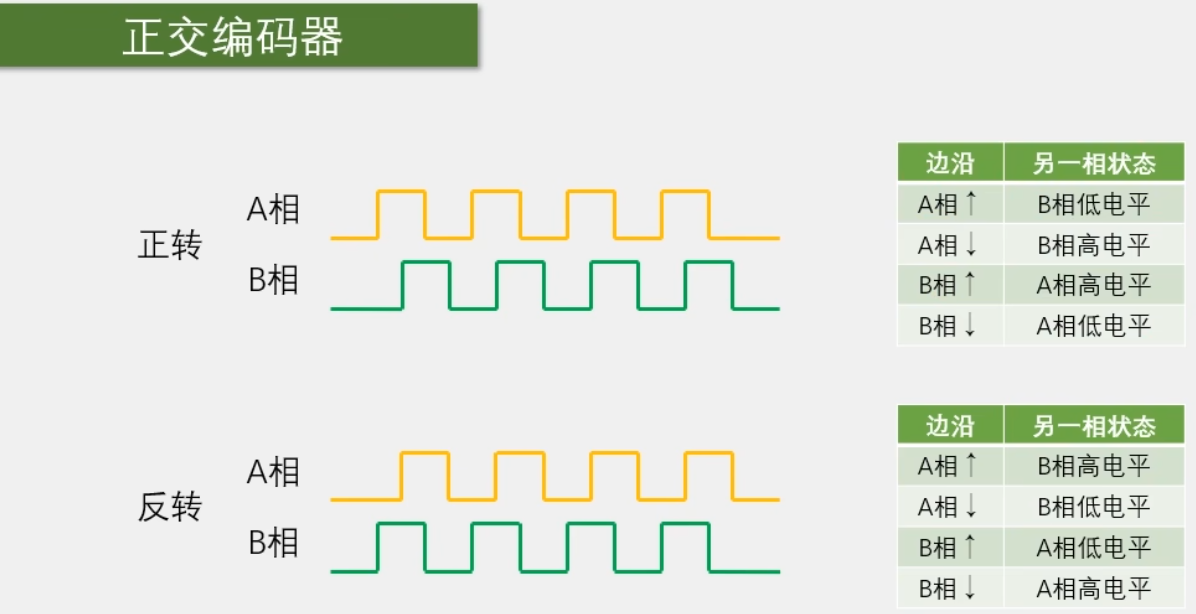 正交编码器
正转
A相
B相
边沿 另一相状态
A相↑ B相低电平
A相↓ B相高电平
B相↑ A相高电平
B相↓ A相低电平
反转
A相
B相
边沿 另一相状态
A相↑ B相高电平
A相↓ B相低电平
B相↑ A相低电平
B相↓ A相高电平